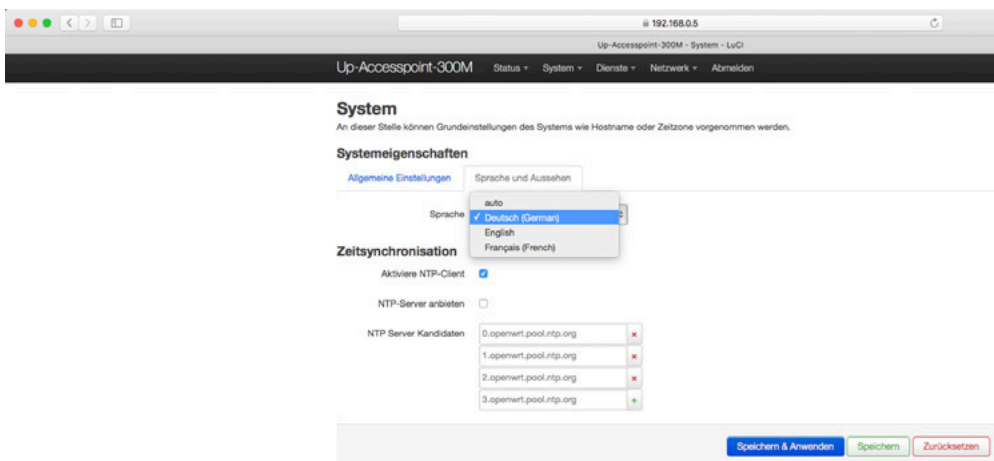 192.168.0.5
Up-Accesspoint-300M - System - LuCI
Up-Accesspoint-300M Status System Dienste Netzwerk Abmelden
System
An dieser Stelle können Grundeinstellungen des Systems wie Hostname oder Zeitzone vorgenommen werden.
Systemeigenschaften
Allgemeine Einstellungen Sprache und Aussehen
auto
Sprache ✓ Deutsch (German)
English
Français (French)
Zeitsynchronisation
Aktiviere NTP-Client
NTP-Server anbieten
NTP Server Kandidaten 0.openwrt.pool.ntp.org
1.openwrt.pool.ntp.org
2.openwrt.pool.ntp.org
3.openwrt.pool.ntp.org
Speichern & Anwenden Speichern Zurücksetzen